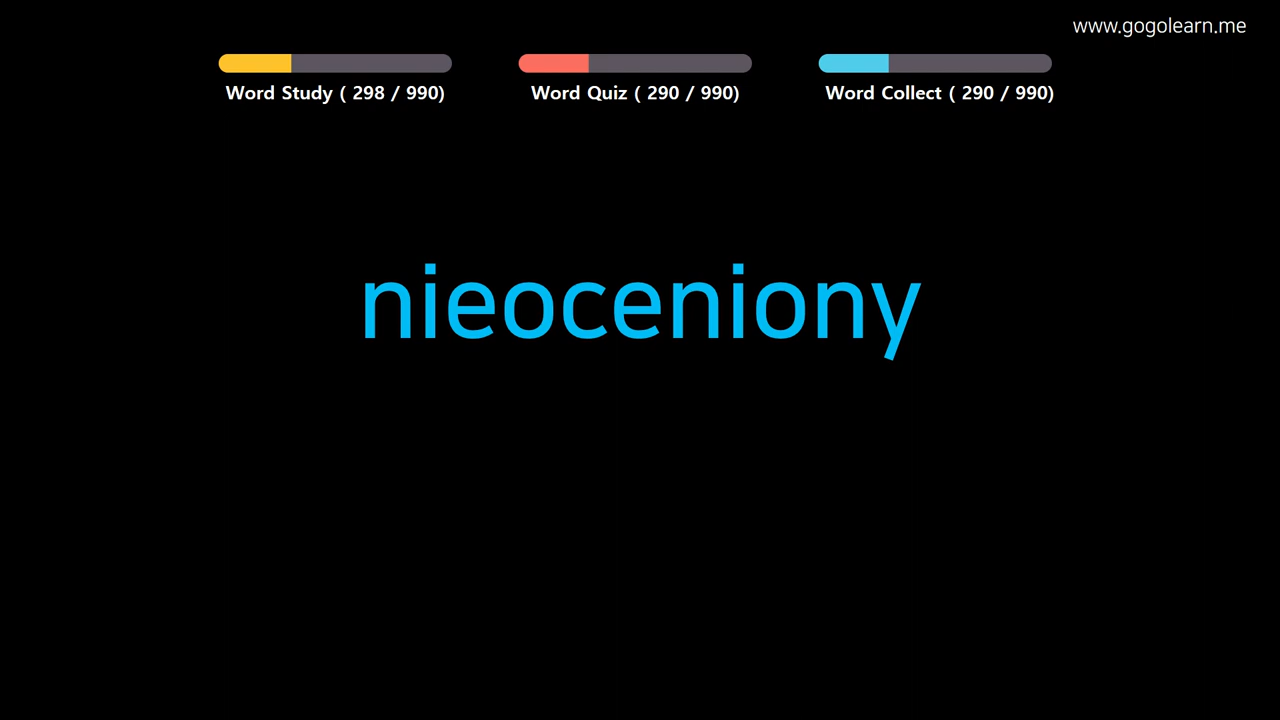 www.gogolearn.me
Word Study ( 298 / 990)
Word Quiz ( 290 / 990)
Word Collect ( 290 / 990)
nieoceniony